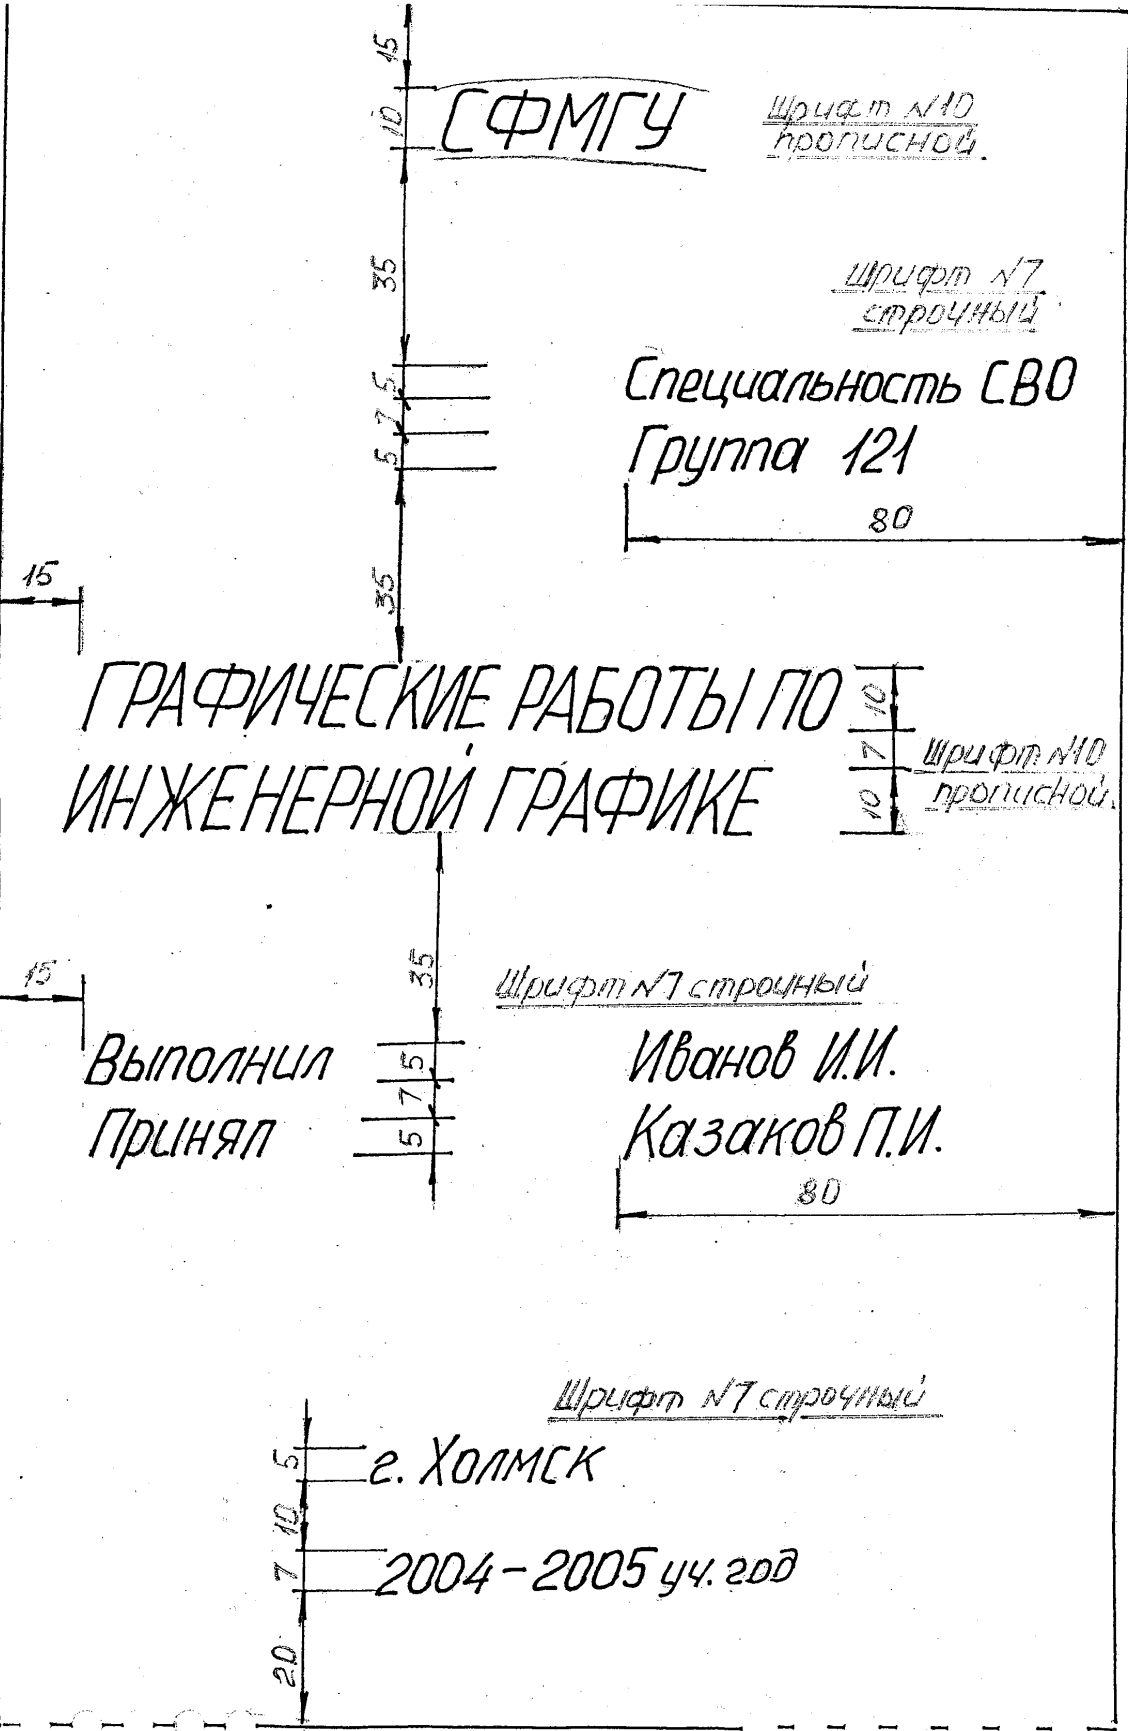 15
10
СФМГУ
Шрифт №10
прописной.
35
Шрифт №7
строчный
5
7
5
Специальность СВО
Группа 121
80
15
35
ГРАФИЧЕСКИЕ РАБОТЫ ПО
ИНЖЕНЕРНОЙ ГРАФИКЕ
10
7
10
Шрифт №10
прописной.
15
35
Шрифт №7 строчный
Выполнил
5
Иванов И.И.
7
Принял
5
Казаков П.И.
80
Шрифт №7 строчный
5
г. Холмск
10
7
2004-2005 уч. год
20